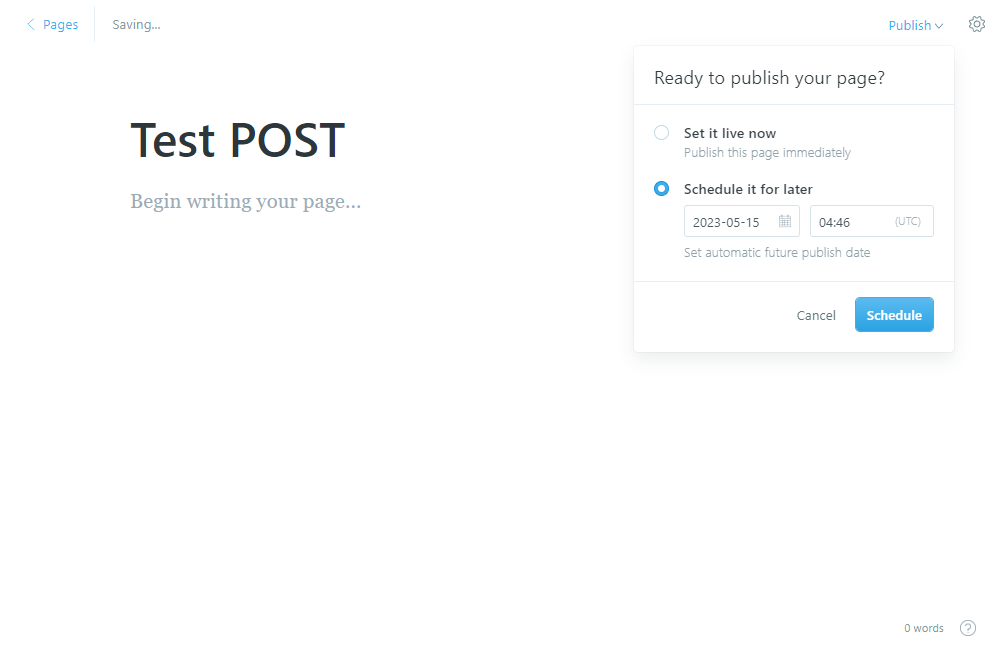 Pages
Saving...
Publish
Ready to publish your page?
Test POST
Begin writing your page...
Set it live now
Publish this page immediately
Schedule it for later
2023-05-15
04:46 (UTC)
Set automatic future publish date
Cancel
Schedule
0 words
?